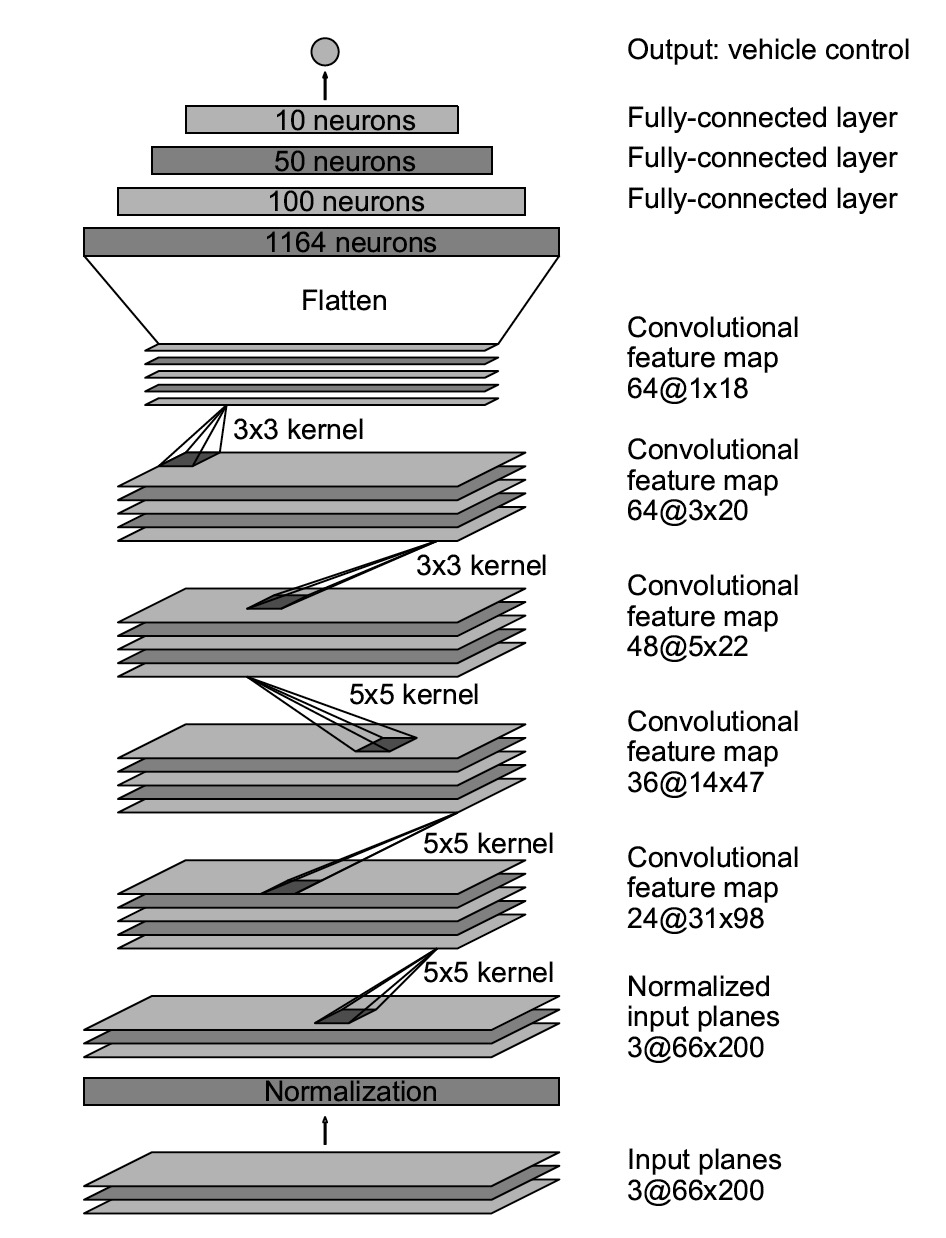 Output: vehicle control
10 neurons
Fully-connected layer
50 neurons
Fully-connected layer
100 neurons
Fully-connected layer
1164 neurons
Flatten
Convolutional
feature map
64@1x18
3x3 kernel
Convolutional
feature map
64@3x20
3x3 kernel
Convolutional
feature map
48@5x22
5x5 kernel
Convolutional
feature map
36@14x47
5x5 kernel
Convolutional
feature map
24@31x98
5x5 kernel
Normalized
input planes
3@66x200
Normalization
Input planes
3@66x200